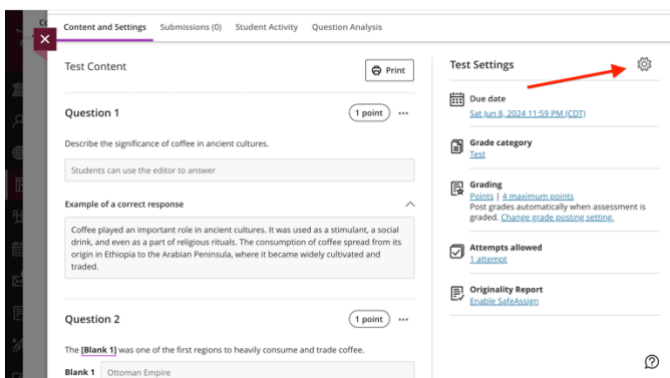 Content and Settings Submissions (0) Student Activity Question Analysis
Test Content
Print
Question 1
1 point
Describe the significance of coffee in ancient cultures.
Students can use the editor to answer
Example of a correct response
Coffee played an important role in ancient cultures. It was used as a stimulant, a social
drink, and even as a part of religious rituals. The consumption of coffee spread from its
origin in Ethiopia to the Arabian Peninsula, where it became widely cultivated and
traded.
Question 2
1 point
The [Blank 1] was one of the first regions to heavily consume and trade coffee.
Blank 1 Ottoman Empire
Test Settings
Due date
Sat Jun 8, 2024 11:59 PM (CDT)
Grade category
Test
Grading
Points | 4 maximum points
Post grades automatically when assessment is
graded. Change grade posting setting.
Attempts allowed
1 attempt
Originality Report
Enable SafeAssign